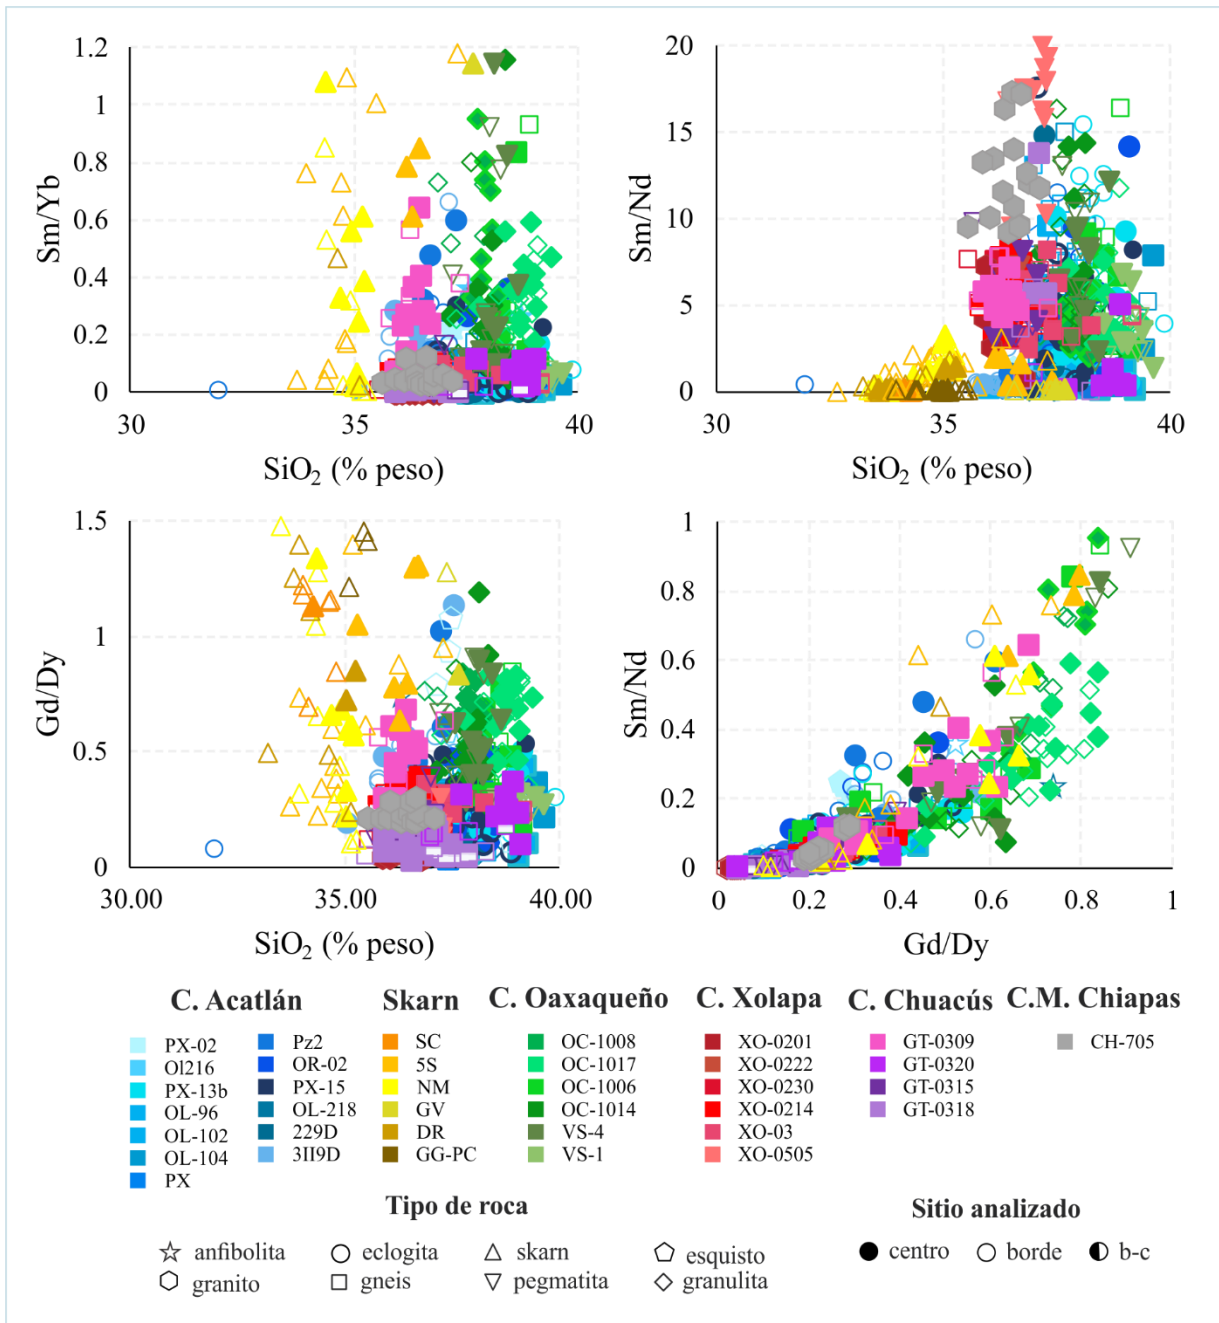 1.2
1
0.8
0.6
0.4
0.2
0
Sm/Yb
30
35
40
SiO₂ (% peso)
20
15
10
5
0
Sm/Nd
30
35
40
SiO₂ (% peso)
1.5
1
0.5
0
Gd/Dy
30.00
35.00
40.00
SiO₂ (% peso)
1
0.8
0.6
0.4
0.2
0
Sm/Nd
0
0.2
0.4
0.6
0.8
1
Gd/Dy
C. Acatlán
PX-02
Ol216
PX-13b
OL-96
OL-102
OL-104
PX
Pz2
OR-02
PX-15
OL-218
229D
3II9D
Skarn
SC
5S
NM
GV
DR
GG-PC
C. Oaxaqueño
OC-1008
OC-1017
OC-1006
OC-1014
VS-4
VS-1
C. Xolapa
XO-0201
XO-0222
XO-0230
XO-0214
XO-03
XO-0505
C. Chuacús
GT-0309
GT-0320
GT-0315
GT-0318
C.M. Chiapas
CH-705
Tipo de roca
anfibolita
eclogita
skarn
esquisto
granito
gneis
pegmatita
granulita
Sitio analizado
centro
borde
b-c